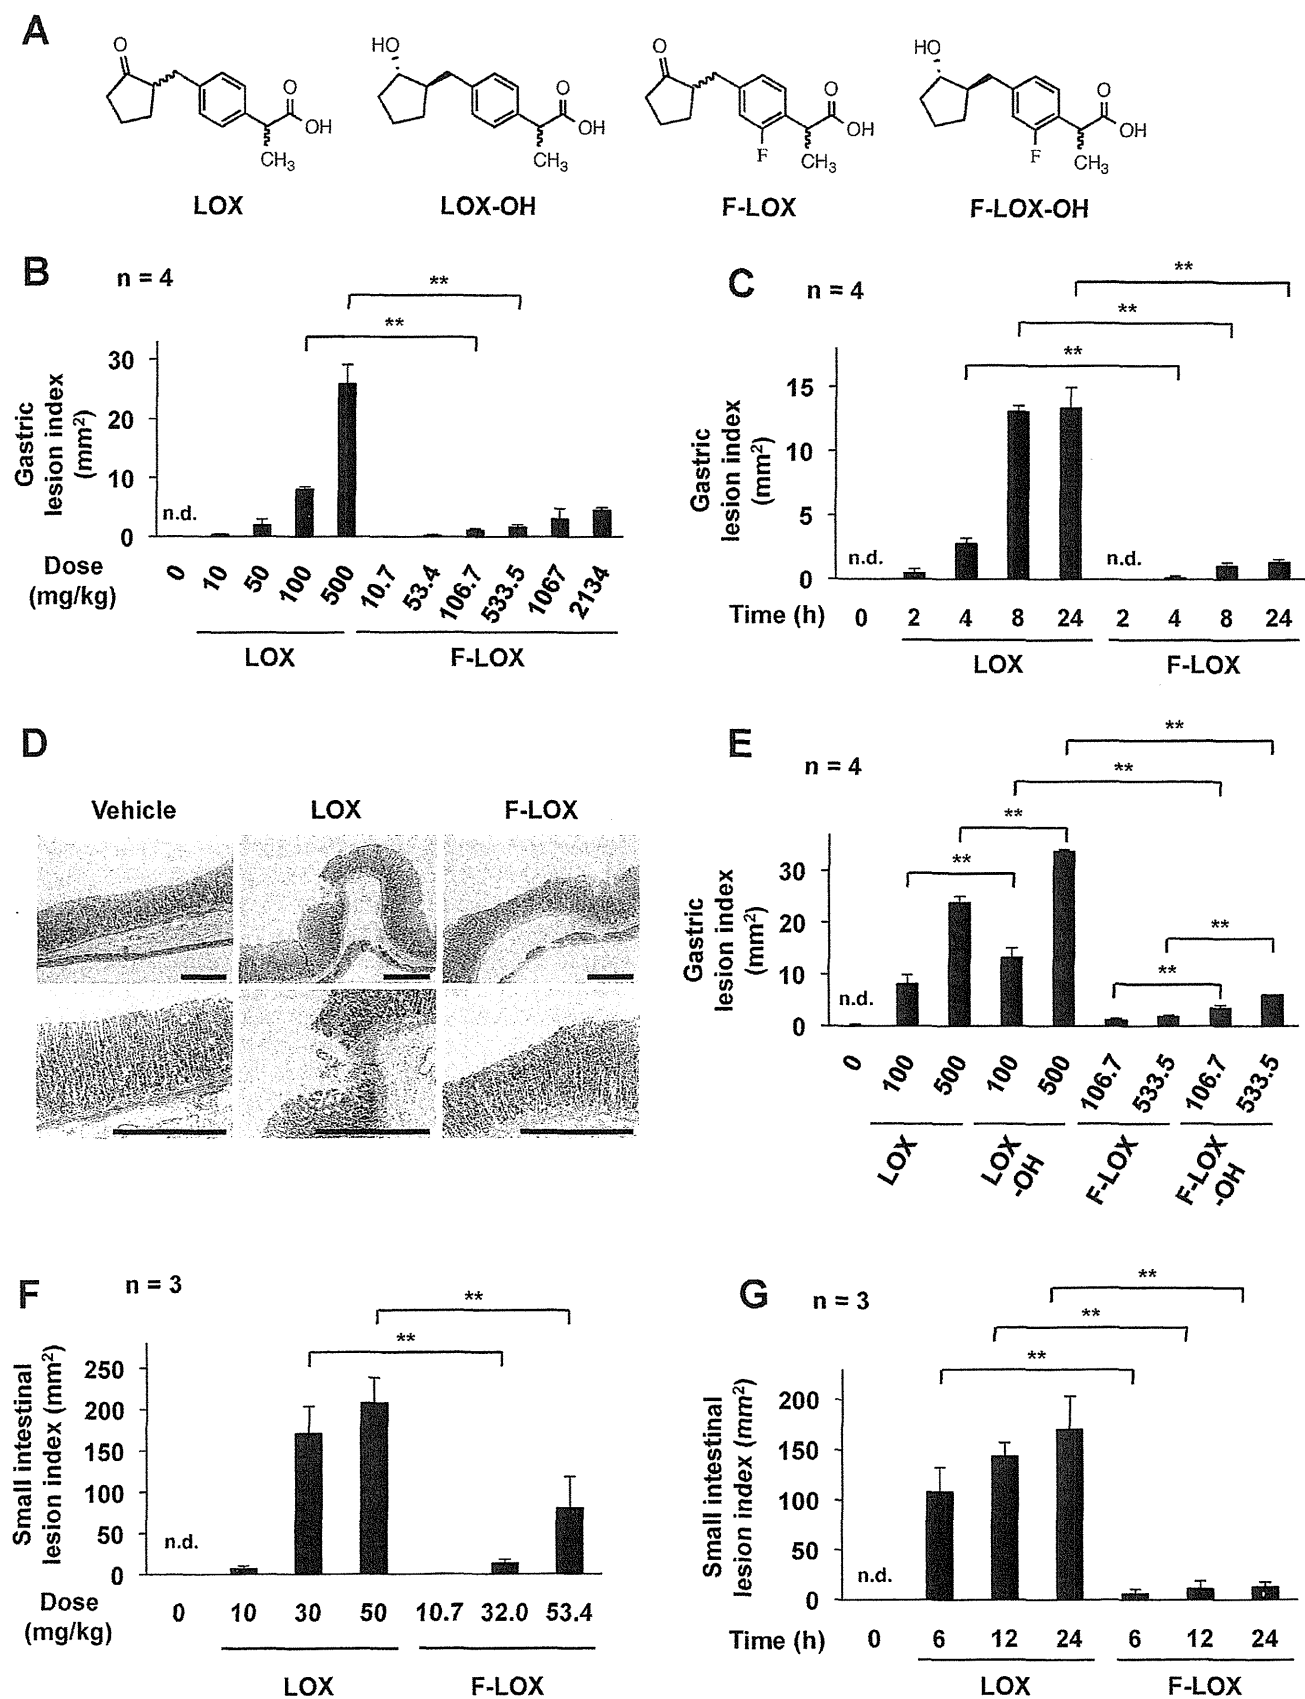 A
O
O
OH
CH3
LOX
HO
O
OH
CH3
LOX-OH
O
O
OH
F
CH3
F-LOX
HO
O
OH
F
CH3
F-LOX-OH
B
n = 4
**
**
Gastric
lesion index
(mm2)
30
20
10
0
n.d.
Dose
(mg/kg)
0 10 50 100 500 10.7 53.4 106.7 533.5 1067 2134
LOX F-LOX
C
n = 4
**
**
**
Gastric
lesion index
(mm2)
15
10
5
0
n.d. n.d.
Time (h) 0 2 4 8 24 2 4 8 24
LOX F-LOX
D
Vehicle LOX F-LOX
E
n = 4
**
**
**
**
**
**
Gastric
lesion index
(mm2)
30
20
10
0
n.d.
0 100 500 100 500 106.7 533.5 106.7 533.5
LOX LOX -OH F-LOX F-LOX -OH
F
n = 3
**
**
Small intestinal
lesion index (mm2)
250
200
150
100
50
0
n.d.
Dose
(mg/kg)
0 10 30 50 10.7 32.0 53.4
LOX F-LOX
G
n = 3
**
**
**
Small intestinal
lesion index (mm2)
200
150
100
50
0
n.d.
Time (h) 0 6 12 24 6 12 24
LOX F-LOX